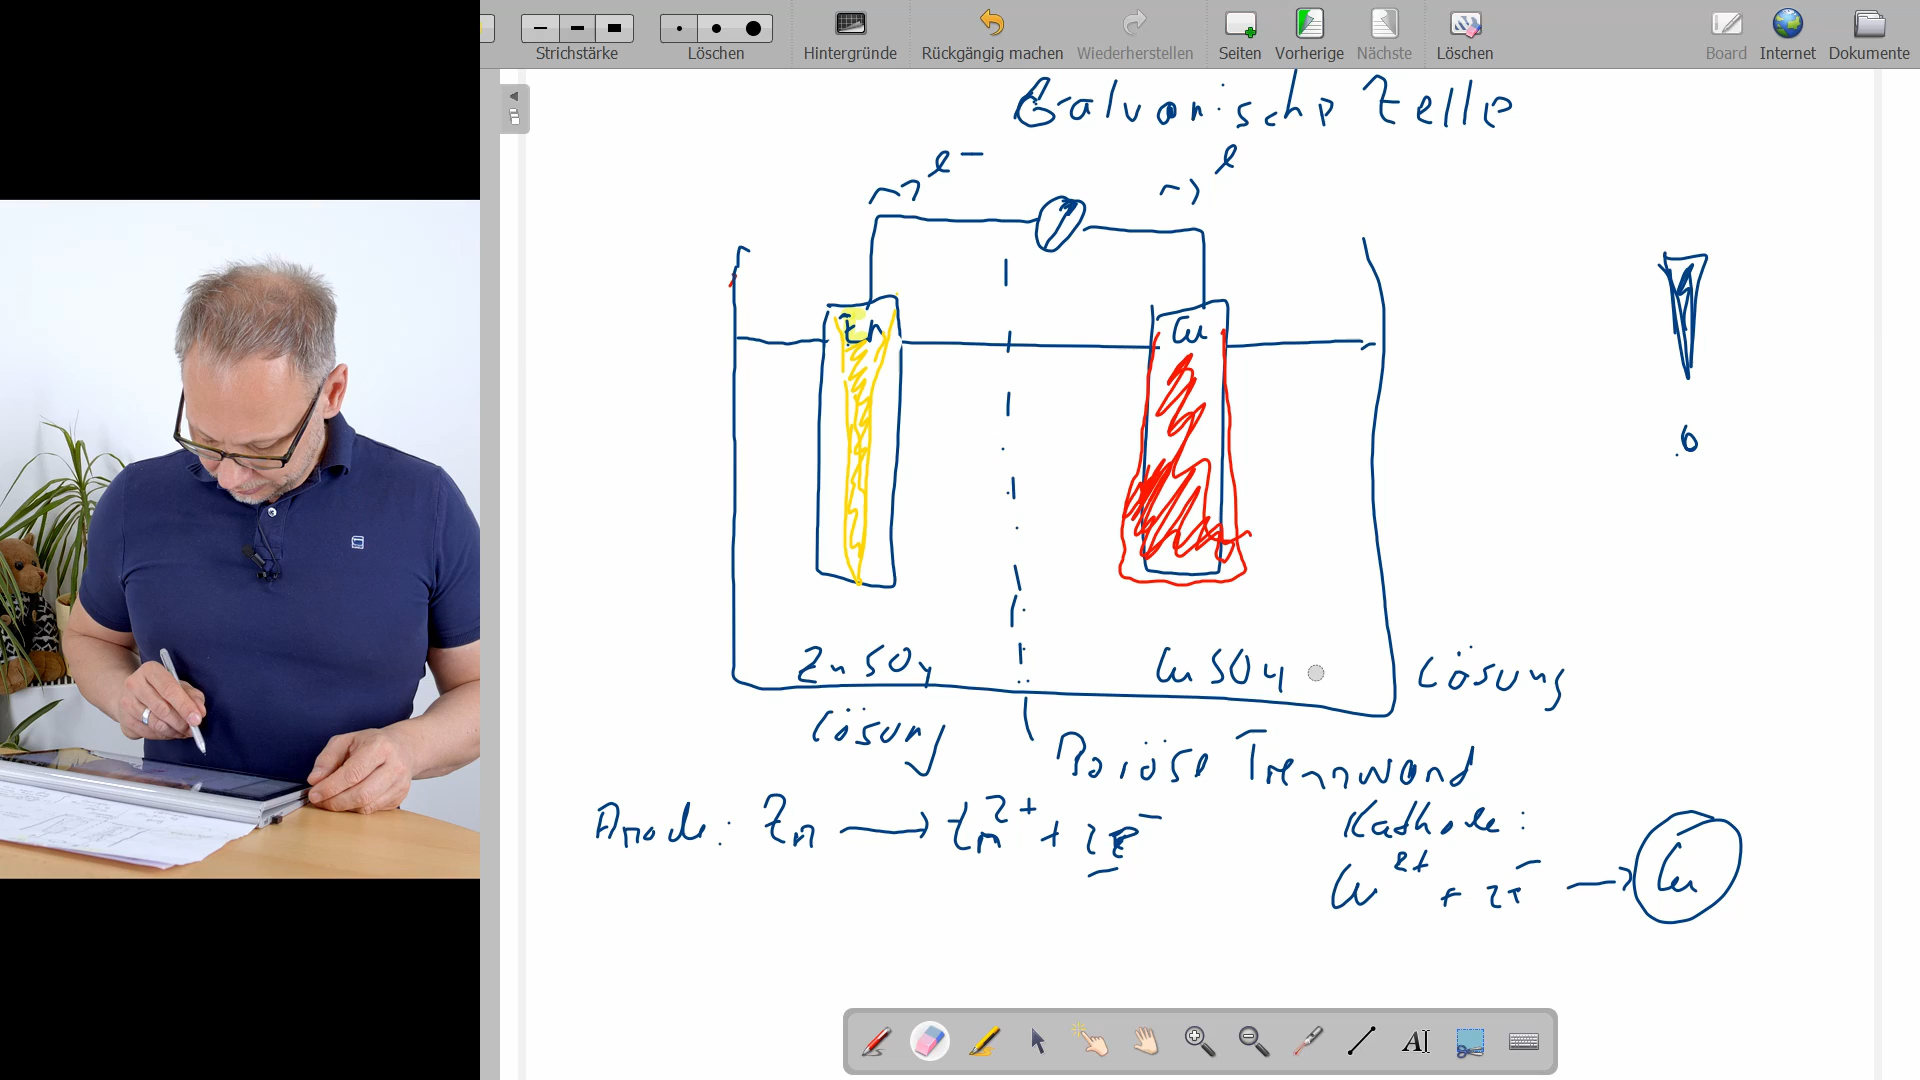 Strichstärke Löschen Hintergründe Rückgängig machen Wiederherstellen Seiten Vorherige Nächste Löschen Board Internet Dokumente
Galvanische Zelle
e⁻ e
Zn Cu
ZnSO4 CuSO4 Lösung
Lösung Poröse Trennwand
Anode: Zn → Zn²⁺ + 2e⁻
Kathode:
Cu²⁺ + 2e⁻ → Cu